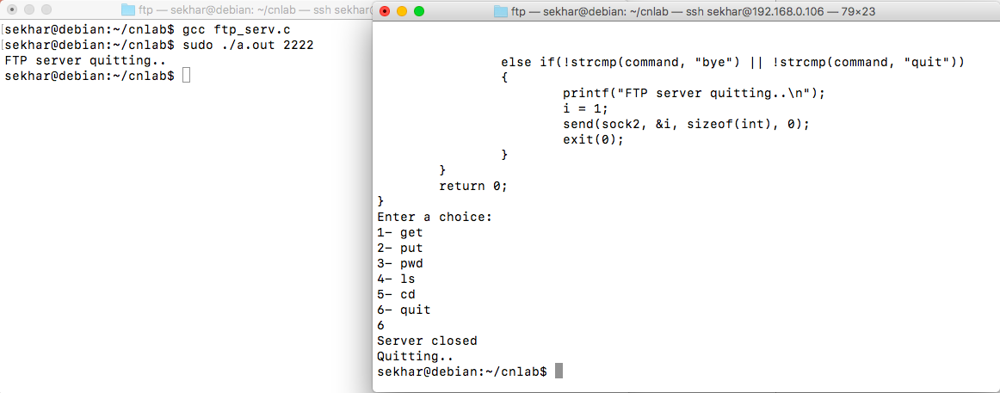 ftp — sekhar@debian: ~/cnlab — ssh sekhar@
[sekhar@debian:~/cnlab$ gcc ftp_serv.c
[sekhar@debian:~/cnlab$ sudo ./a.out 2222
FTP server quitting..
sekhar@debian:~/cnlab$
ftp — sekhar@debian: ~/cnlab — ssh sekhar@192.168.0.106 — 79×23
else if(!strcmp(command, "bye") || !strcmp(command, "quit"))
{
printf("FTP server quitting..\n");
i = 1;
send(sock2, &i, sizeof(int), 0);
exit(0);
}
}
return 0;
}
Enter a choice:
1- get
2- put
3- pwd
4- ls
5- cd
6- quit
6
Server closed
Quitting..
sekhar@debian:~/cnlab$